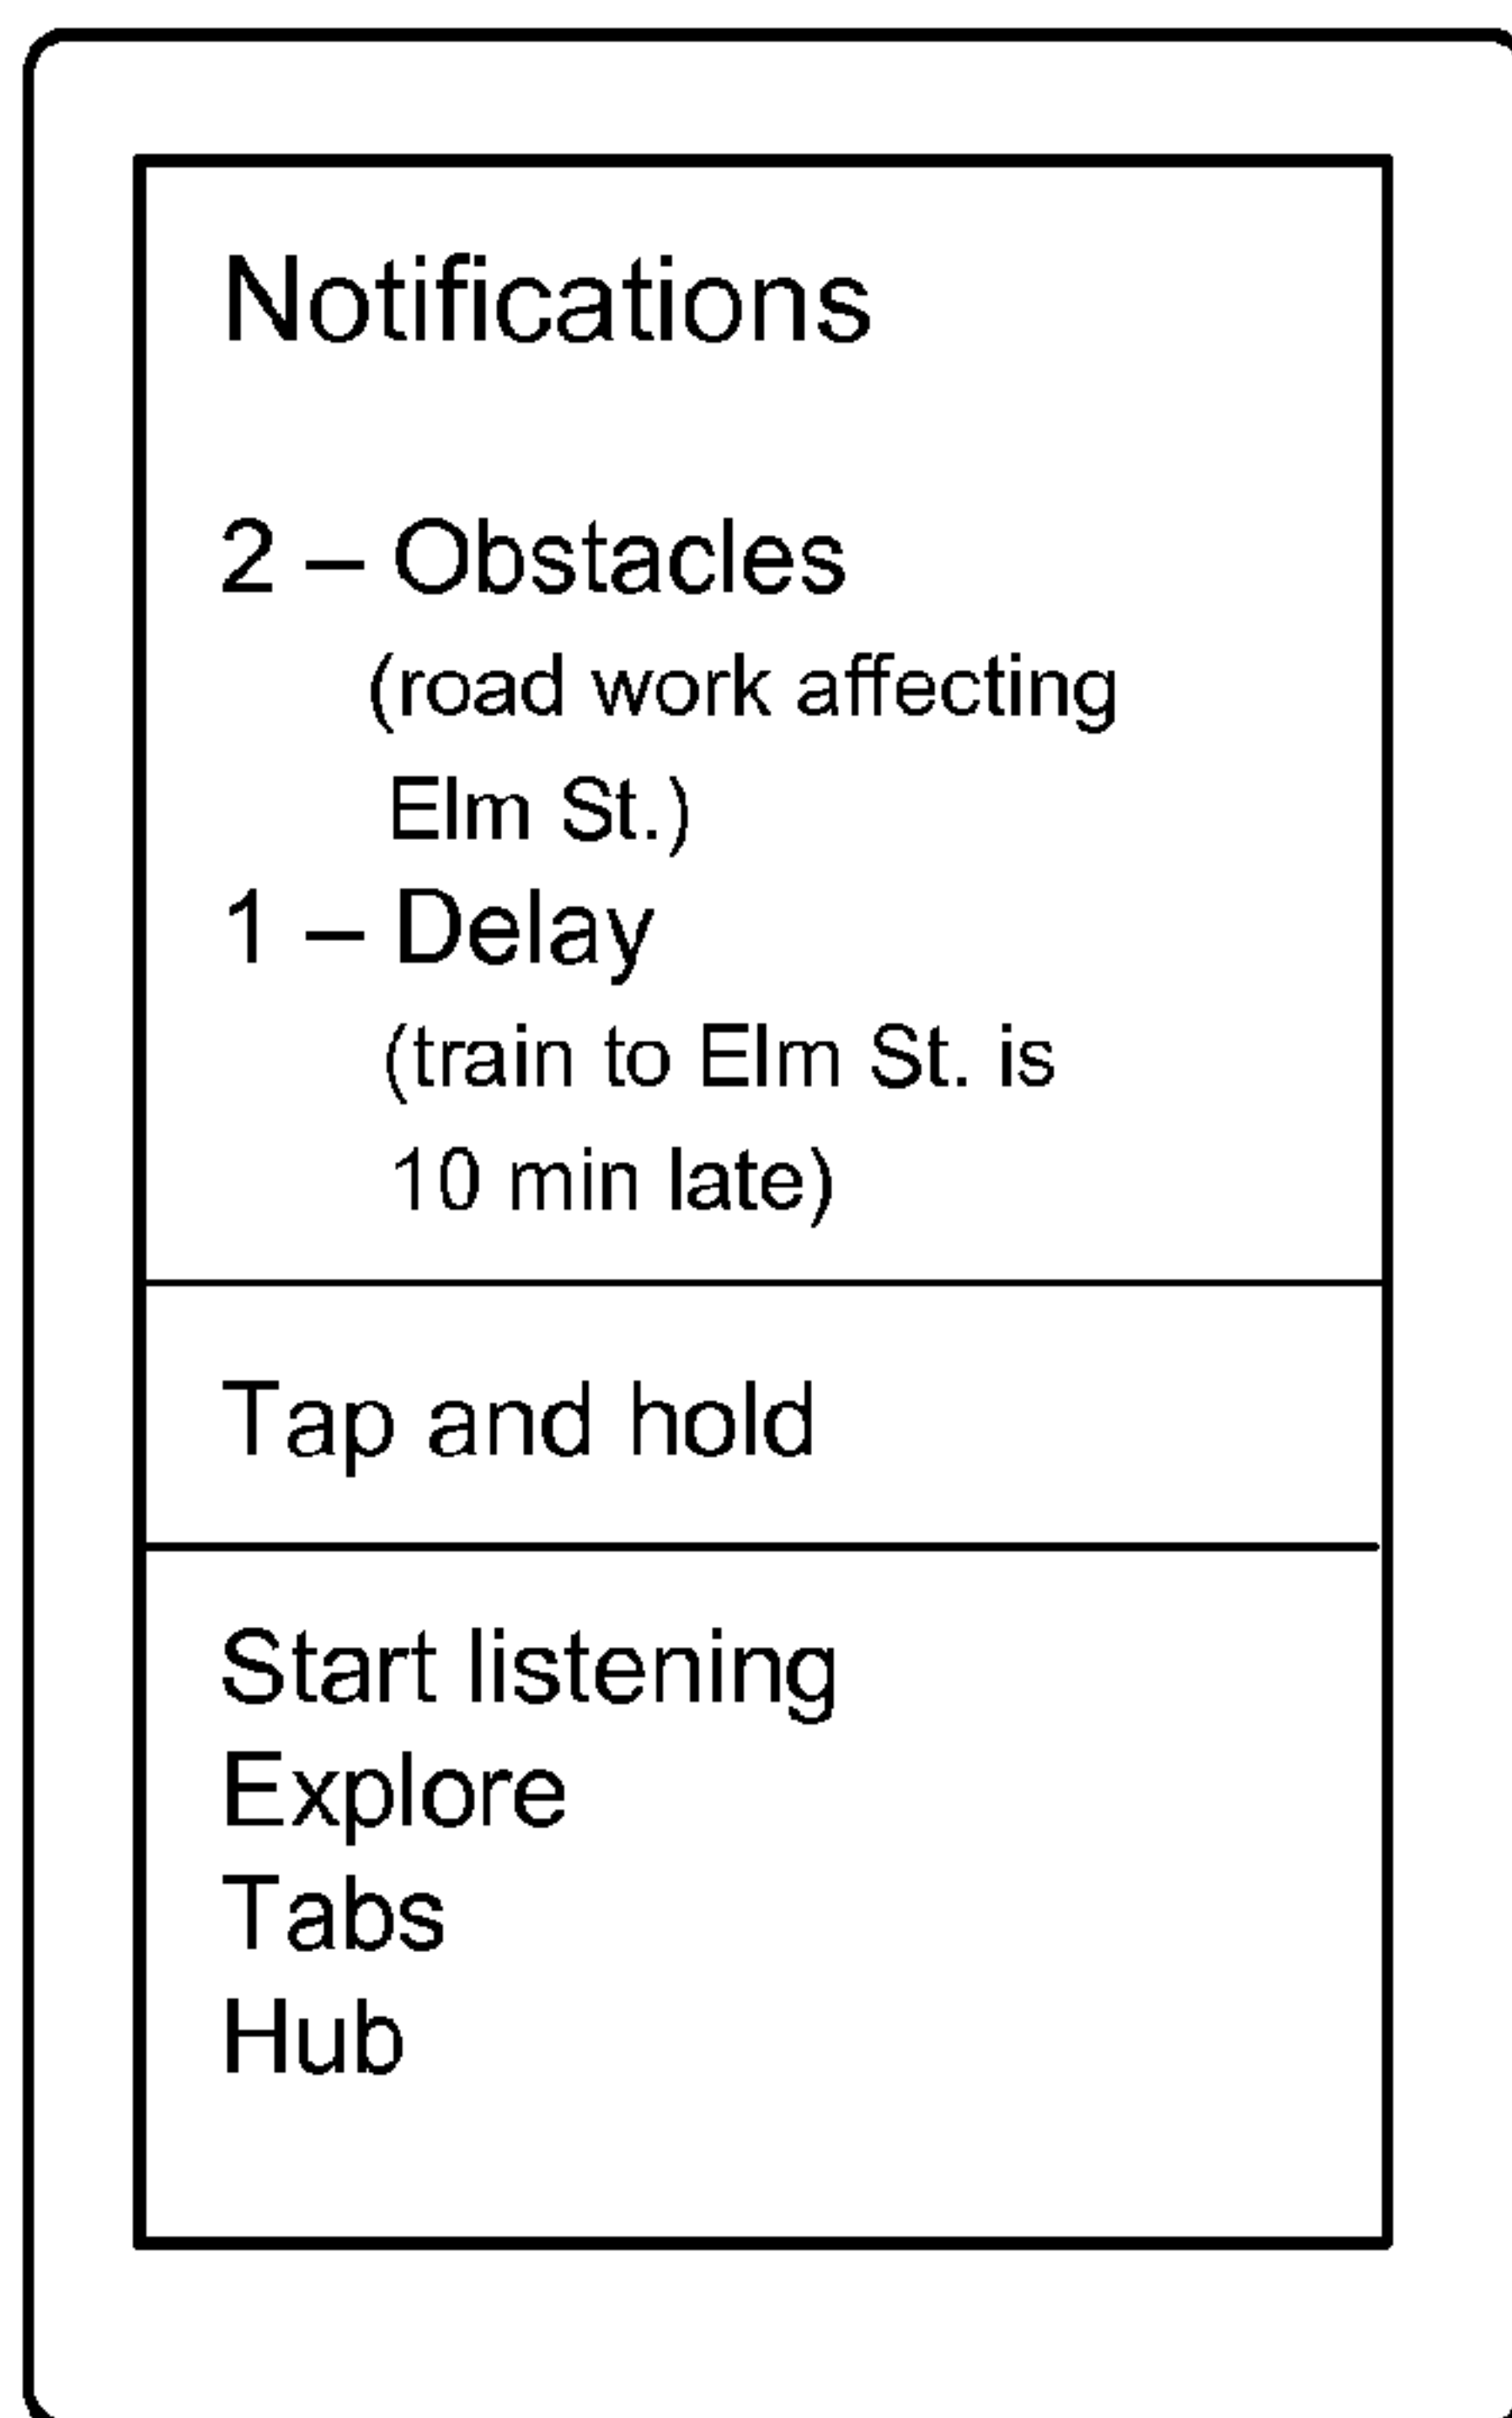 Notifications
2 – Obstacles
(road work affecting
Elm St.)
1 – Delay
(train to Elm St. is
10 min late)
Tap and hold
Start listening
Explore
Tabs
Hub